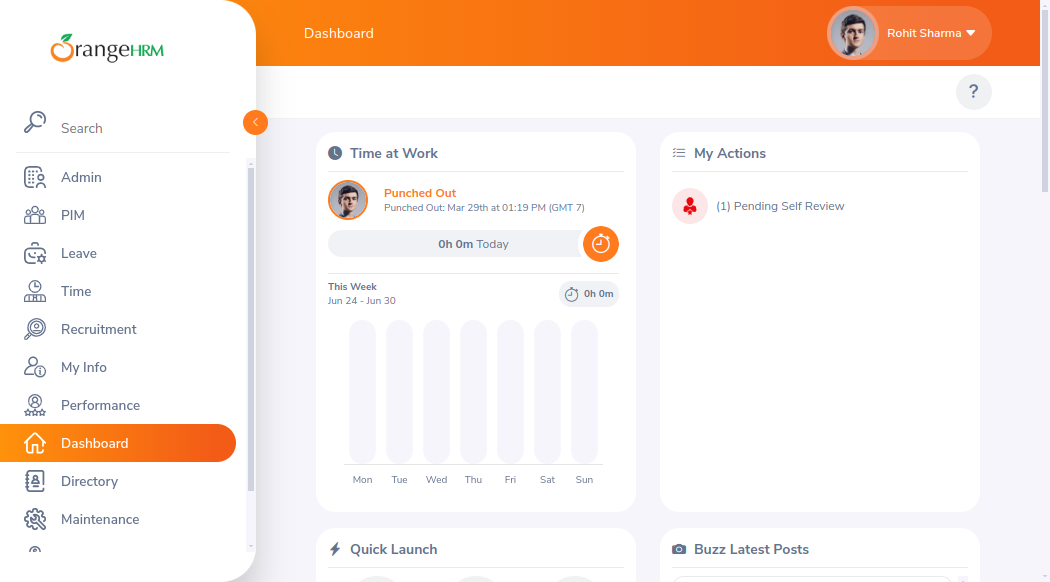 OrangeHRM
Dashboard
Rohit Sharma
?
Search
Admin
PIM
Leave
Time
Recruitment
My Info
Performance
Dashboard
Directory
Maintenance
Time at Work
Punched Out
Punched Out: Mar 29th at 01:19 PM (GMT 7)
0h 0m Today
This Week
Jun 24 - Jun 30
0h 0m
Mon Tue Wed Thu Fri Sat Sun
My Actions
(1) Pending Self Review
Quick Launch
Buzz Latest Posts